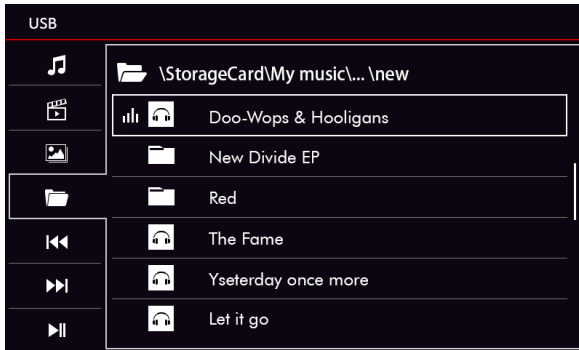 USB
\StorageCard\My music\... \new
Doo-Wops & Hooligans
New Divide EP
Red
The Fame
Yseterday once more
Let it go